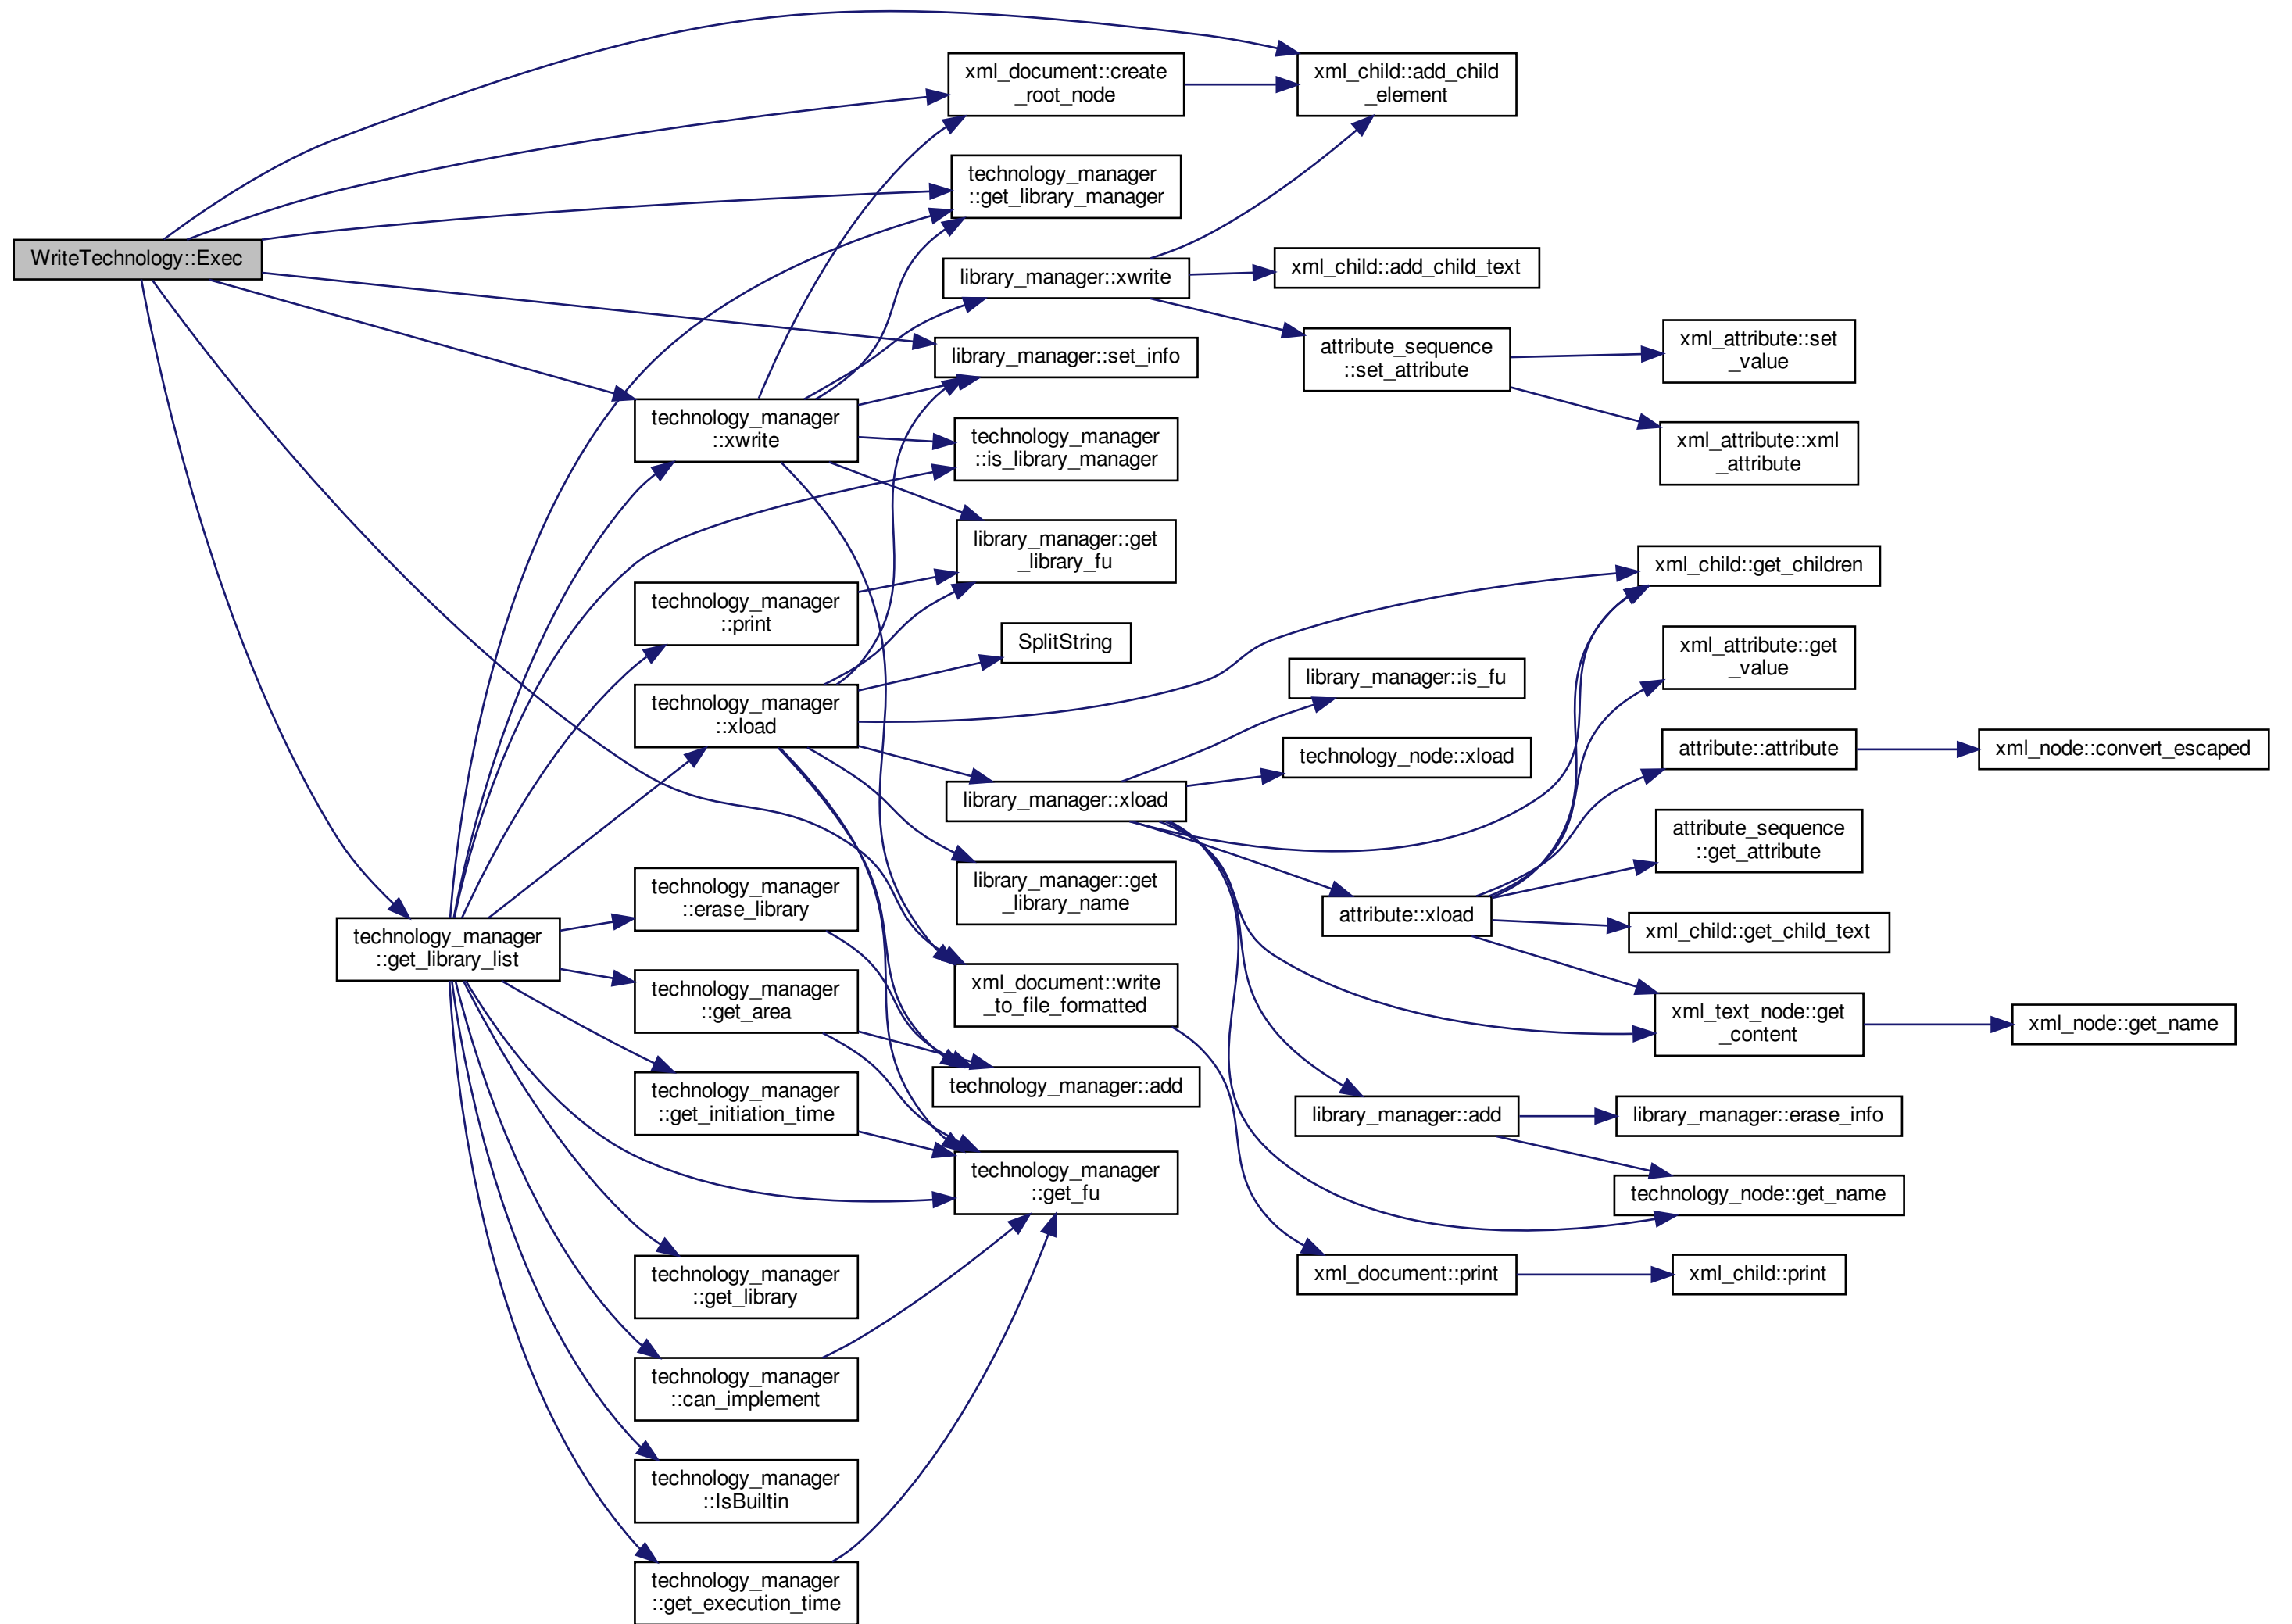 WriteTechnology::Exec
technology_manager
::get_library_list
technology_manager
::xwrite
technology_manager
::print
technology_manager
::xload
technology_manager
::erase_library
technology_manager
::get_area
technology_manager
::get_initiation_time
technology_manager
::get_library
technology_manager
::can_implement
technology_manager
::IsBuiltin
technology_manager
::get_execution_time
xml_document::create
_root_node
technology_manager
::get_library_manager
library_manager::xwrite
library_manager::set_info
technology_manager
::is_library_manager
library_manager::get
_library_fu
SplitString
library_manager::xload
library_manager::get
_library_name
xml_document::write
_to_file_formatted
technology_manager::add
technology_manager
::get_fu
xml_child::add_child
_element
xml_child::add_child_text
attribute_sequence
::set_attribute
library_manager::is_fu
technology_node::xload
attribute::xload
library_manager::add
xml_document::print
xml_attribute::set
_value
xml_attribute::xml
_attribute
xml_child::get_children
xml_attribute::get
_value
attribute::attribute
attribute_sequence
::get_attribute
xml_child::get_child_text
xml_text_node::get
_content
library_manager::erase_info
technology_node::get_name
xml_child::print
xml_node::convert_escaped
xml_node::get_name